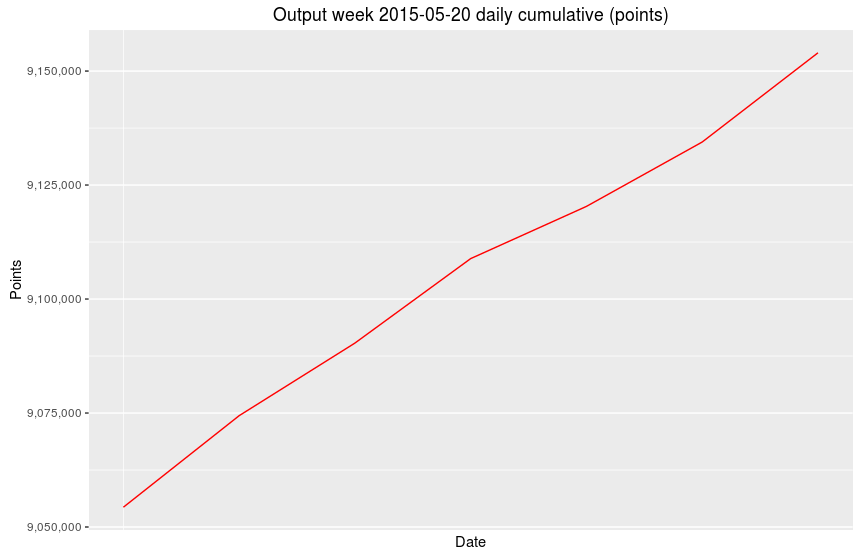 Output week 2015-05-20 daily cumulative (points)
9,150,000
9,125,000
Points
9,100,000
9,075,000
9,050,000
Date